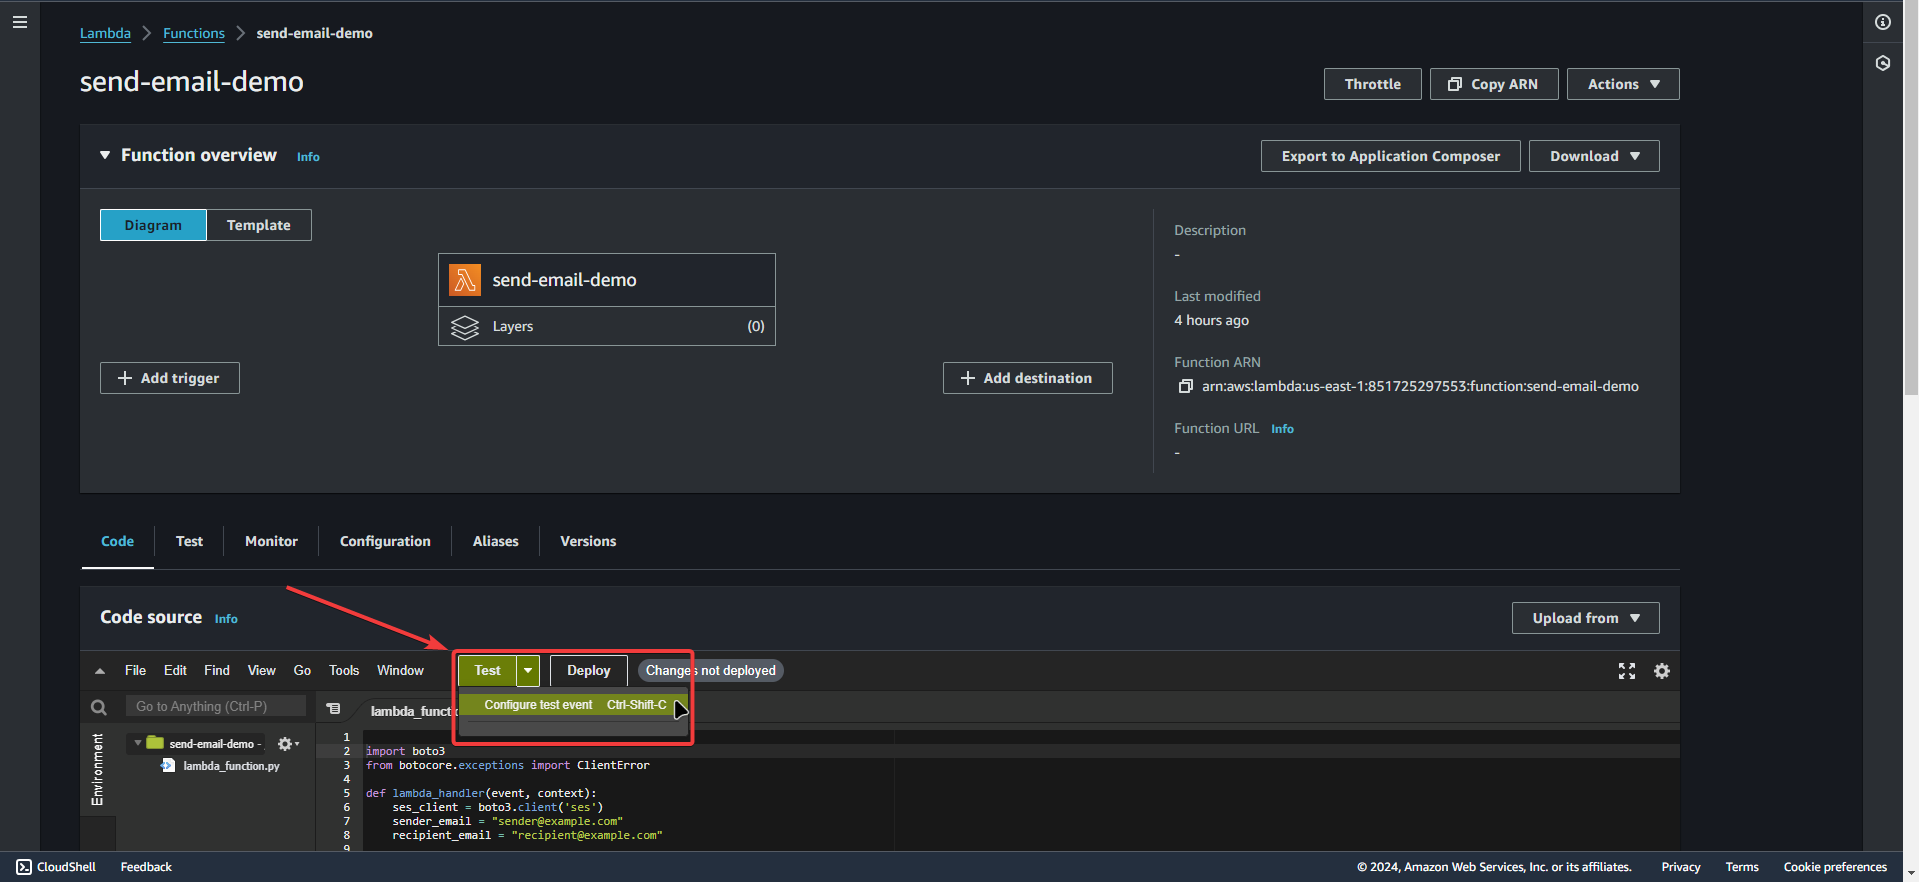 Lambda > Functions > send-email-demo
send-email-demo
Throttle
Copy ARN
Actions
Function overview Info
Export to Application Composer
Download
Diagram
Template
send-email-demo
Layers (0)
Add trigger
Add destination
Description
-
Last modified
4 hours ago
Function ARN
arn:aws:lambda:us-east-1:851725297553:function:send-email-demo
Function URL Info
-
Code
Test
Monitor
Configuration
Aliases
Versions
Code source Info
Upload from
File Edit Find View Go Tools Window
Test
Deploy
Changes not deployed
Configure test event Ctrl-Shift-C
Go to Anything (Ctrl-P)
Environment
send-email-demo -
lambda_function.py
lambda_functi
1
2 import boto3
3 from botocore.exceptions import ClientError
4
5 def lambda_handler(event, context):
6 ses_client = boto3.client('ses')
7 sender_email = "sender@example.com"
8 recipient_email = "recipient@example.com"
9
CloudShell
Feedback
© 2024, Amazon Web Services, Inc. or its affiliates.
Privacy
Terms
Cookie preferences